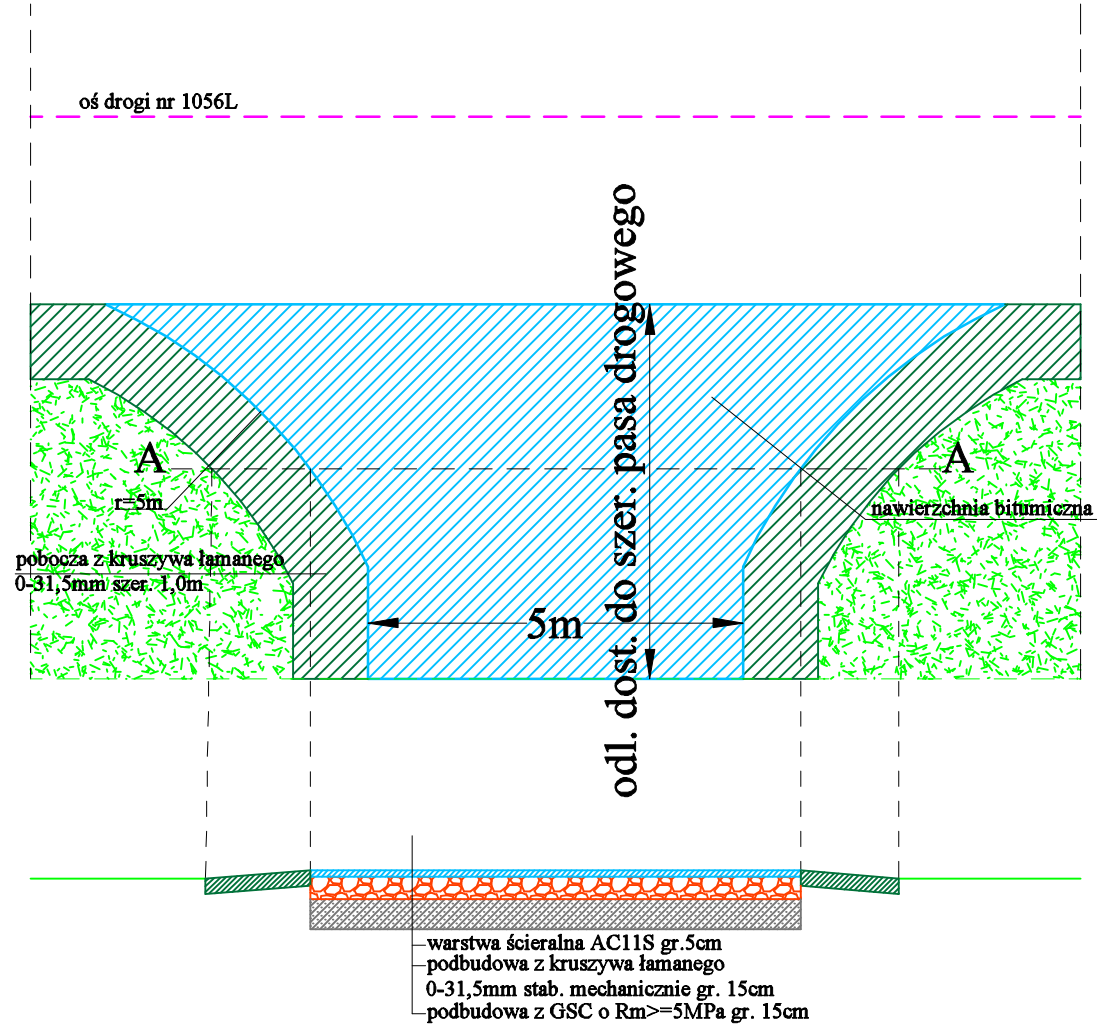 oś drogi nr 1056L
odl. dost. do szer. pasa drogowego
A
A
r=5m
nawierzchnia bitumiczna
pobocza z kruszywa łamanego
0-31,5mm szer. 1,0m
5m
warstwa ścieralna AC11S gr.5cm
podbudowa z kruszywa łamanego
0-31,5mm stab. mechanicznie gr. 15cm
podbudowa z GSC o Rm>=5MPa gr. 15cm